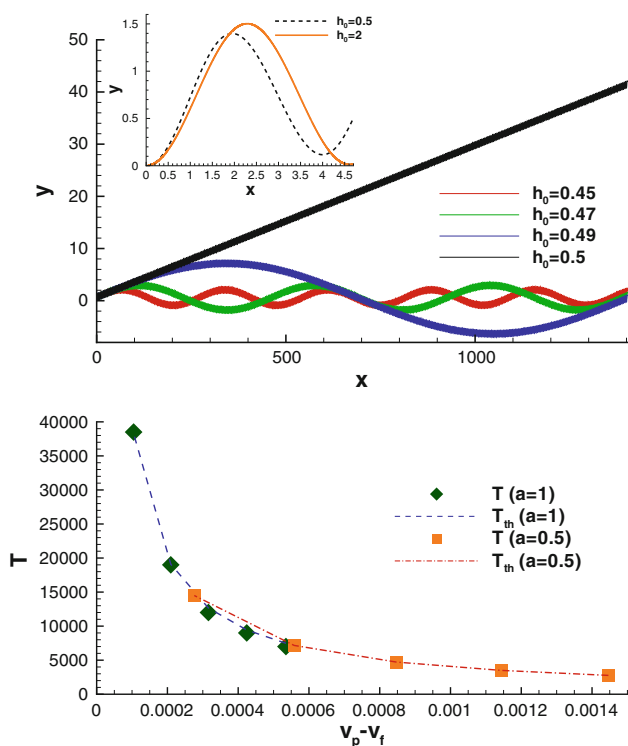 50
40
30
20
10
0
y
0
500
1000
x
1.5
1
0.5
0
y
0
0.5
1
1.5
2
2.5
3
3.5
4
4.5
x
h0=0.5
h0=2
h0=0.45
h0=0.47
h0=0.49
h0=0.5
40000
35000
30000
25000
20000
15000
10000
5000
0
T
0
0.0002
0.0004
0.0006
0.0008
0.001
0.0012
0.0014
vp-vf
T (a=1)
Tth (a=1)
T (a=0.5)
Tth (a=0.5)